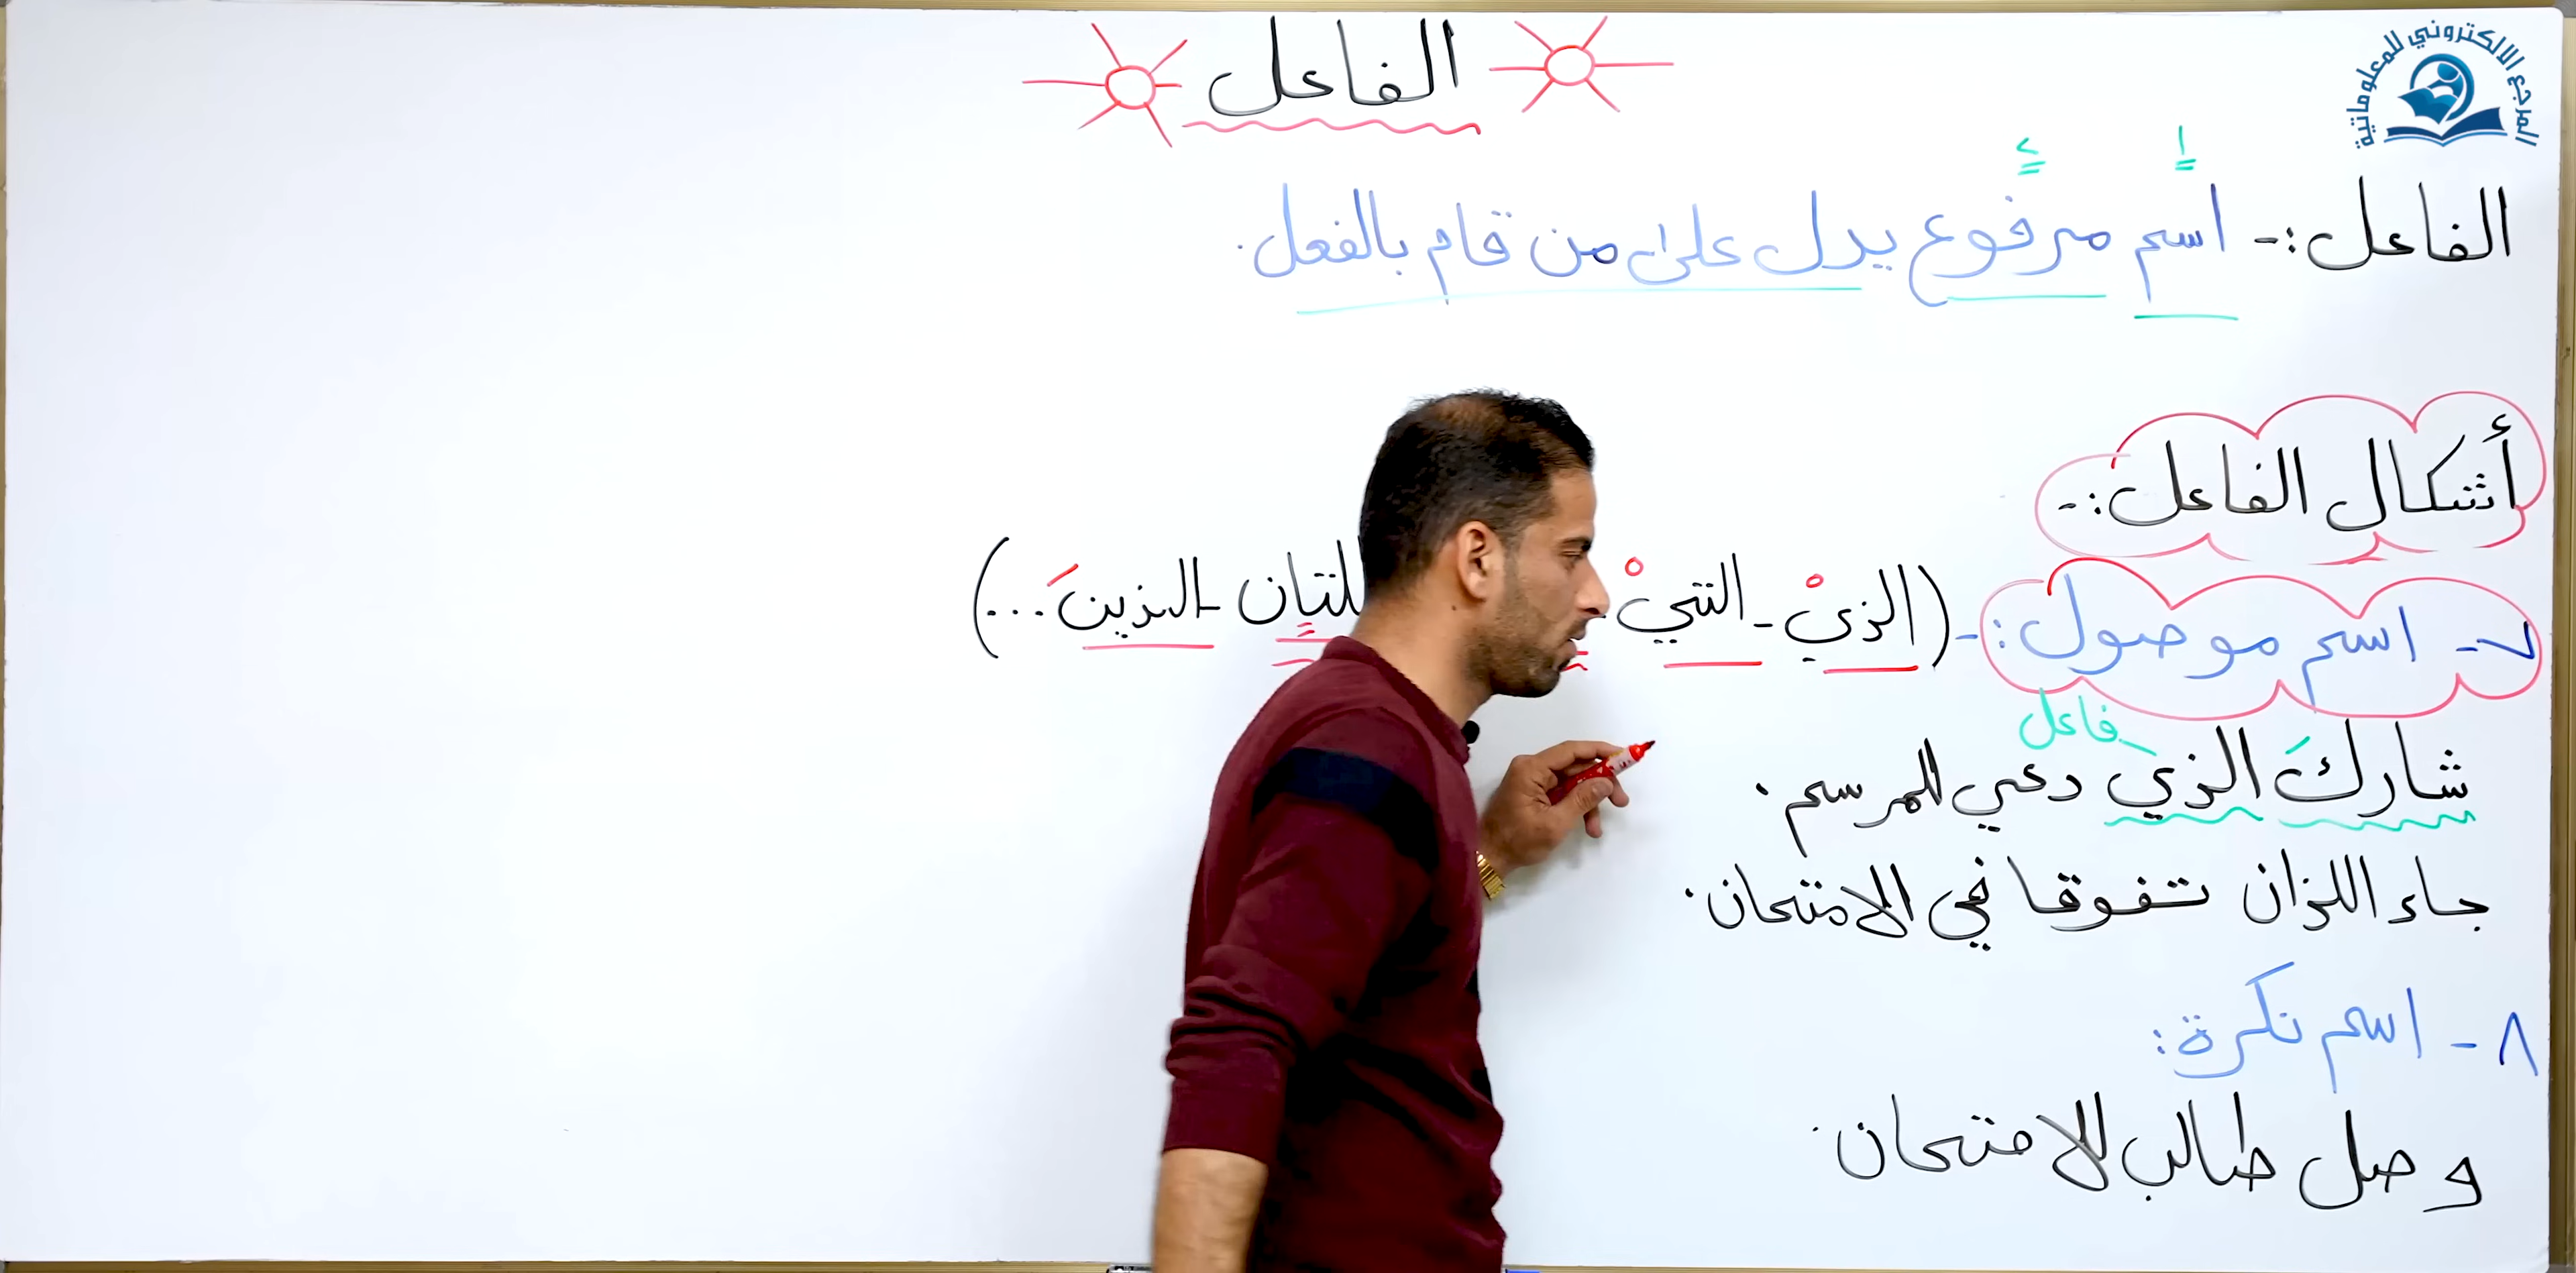 المرجع الالكتروني للمعلوماتية
الفاعل
الفاعل:- اسم مرفوع يدل على من قام بالفعل.
أشكال الفاعل:-
٧- اسم موصول:- (الذيْ - التيْ للتان - الذينَ ...)
فاعل
شاركَ الذي دعي للمرسم.
جاء اللذان تفوقا في الامتحان.
٨- اسم نكرة:
وصل طالب للامتحان.